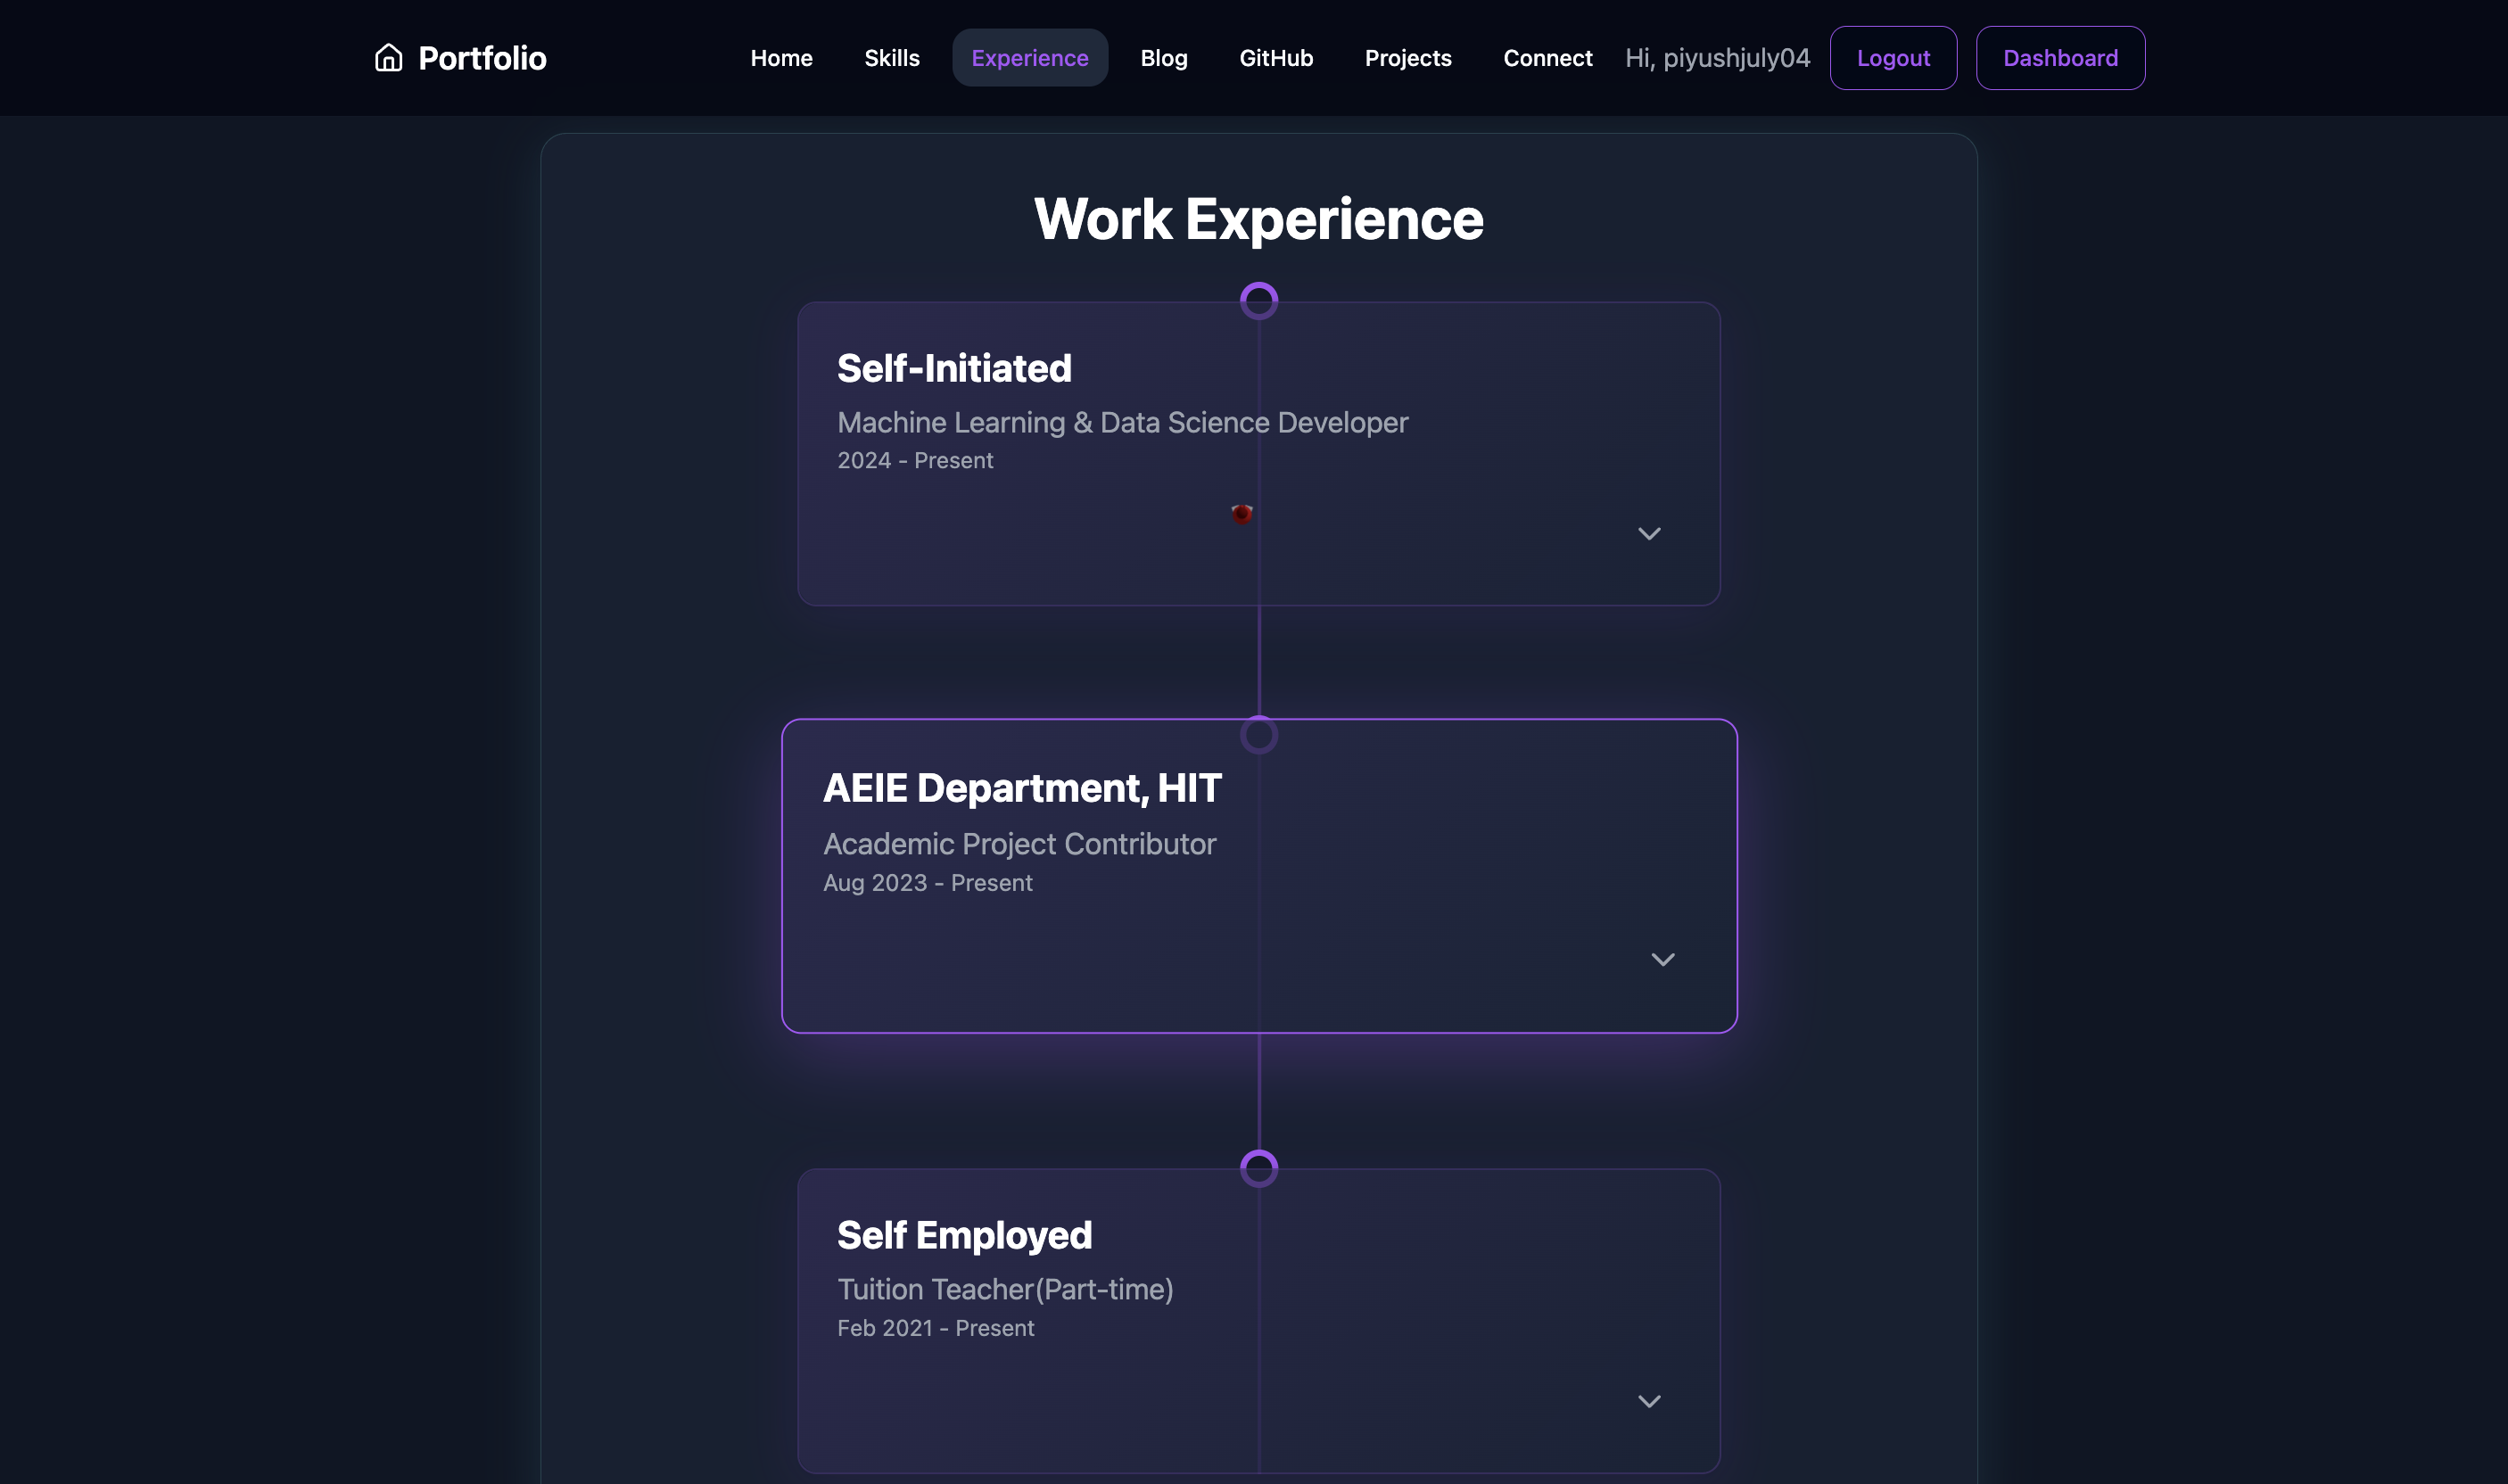 Portfolio
Home Skills Experience Blog GitHub Projects Connect Hi, piyushjuly04 Logout Dashboard
Work Experience
Self-Initiated
Machine Learning & Data Science Developer
2024 - Present
AEIE Department, HIT
Academic Project Contributor
Aug 2023 - Present
Self Employed
Tuition Teacher(Part-time)
Feb 2021 - Present